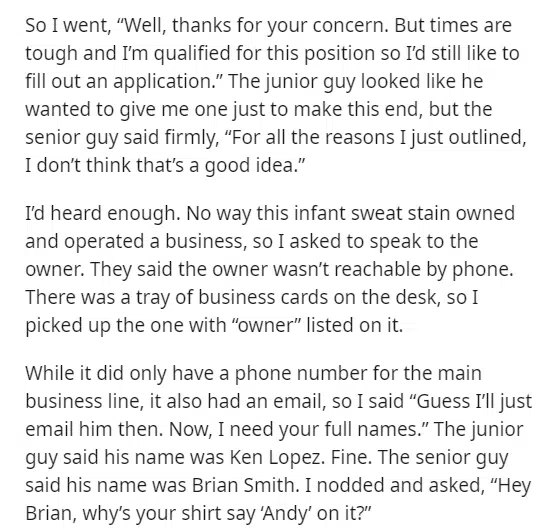 So I went, “Well, thanks for your concern. But times are
tough and I’m qualified for this position so I’d still like to
fill out an application.” The junior guy looked like he
wanted to give me one just to make this end, but the
senior guy said firmly, “For all the reasons I just outlined,
I don’t think that’s a good idea.”
I’d heard enough. No way this infant sweat stain owned
and operated a business, so I asked to speak to the
owner. They said the owner wasn’t reachable by phone.
There was a tray of business cards on the desk, so I
picked up the one with “owner” listed on it.
While it did only have a phone number for the main
business line, it also had an email, so I said “Guess I’ll just
email him then. Now, I need your full names.” The junior
guy said his name was Ken Lopez. Fine. The senior guy
said his name was Brian Smith. I nodded and asked, “Hey
Brian, why’s your shirt say ‘Andy’ on it?”